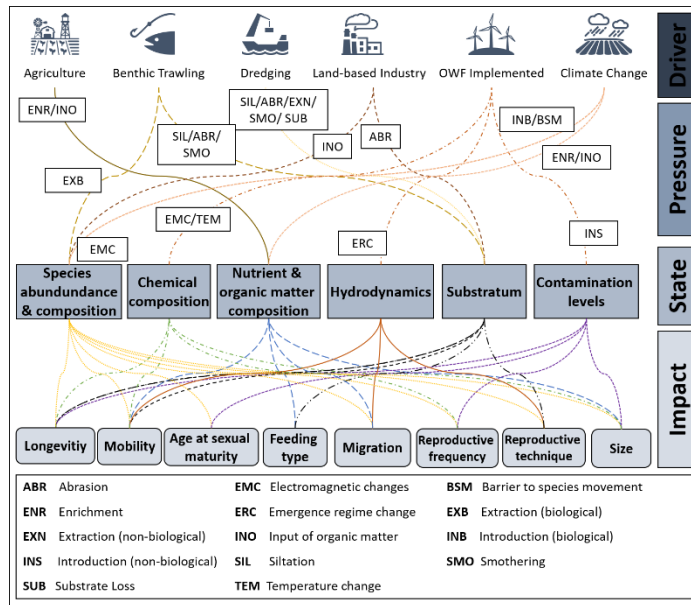 Driver
Agriculture Benthic Trawling Dredging Land-based Industry OWF Implemented Climate Change
Pressure
ENR/INO
SIL/ABR/EXN/
SMO/ SUB
SIL/ABR/
SMO
INO
ABR
INB/BSM
ENR/INO
EXB
EMC/TEM
EMC
ERC
INS
State
Species
abundundance
& composition
Chemical
composition
Nutrient &
organic matter
composition
Hydrodynamics
Substratum
Contamination
levels
Impact
Longevitiy
Mobility
Age at sexual
maturity
Feeding
type
Migration
Reproductive
frequency
Reproductive
technique
Size
ABR Abrasion EMC Electromagnetic changes BSM Barrier to species movement
ENR Enrichment ERC Emergence regime change EXB Extraction (biological)
EXN Extraction (non-biological) INO Input of organic matter INB Introduction (biological)
INS Introduction (non-biological) SIL Siltation SMO Smothering
SUB Substrate Loss TEM Temperature change